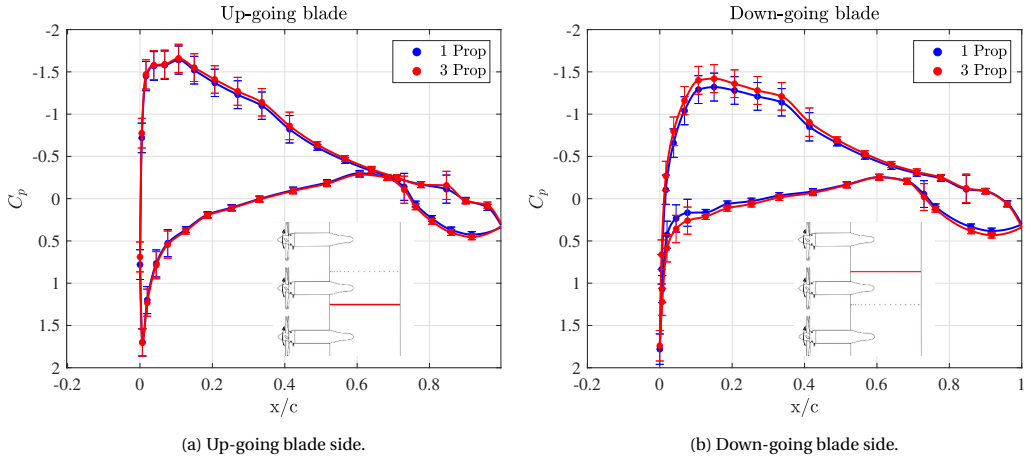 Up-going blade
-2
-1.5
-1
-0.5
0
0.5
1
1.5
2
-0.2
0
0.2
0.4
0.6
0.8
C_p
x/c
1 Prop
3 Prop
(a) Up-going blade side.
Down-going blade
-2
-1.5
-1
-0.5
0
0.5
1
1.5
2
-0.2
0
0.2
0.4
0.6
0.8
1
C_p
x/c
1 Prop
3 Prop
(b) Down-going blade side.